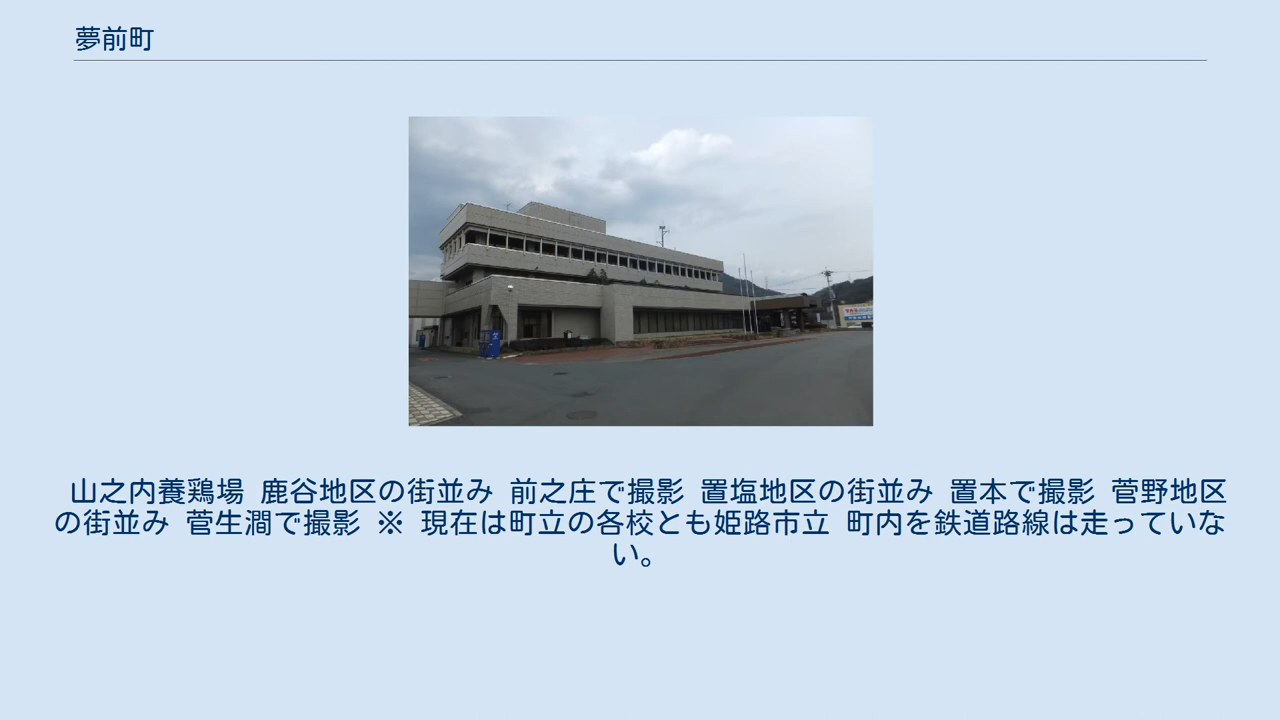 夢前町
山之内養鶏場 鹿谷地区の街並み 前之庄で撮影 置塩地区の街並み 置本で撮影 菅野地区
の街並み 菅生澗で撮影 ※ 現在は町立の各校とも姫路市立 町内を鉄道路線は走っていな
い。